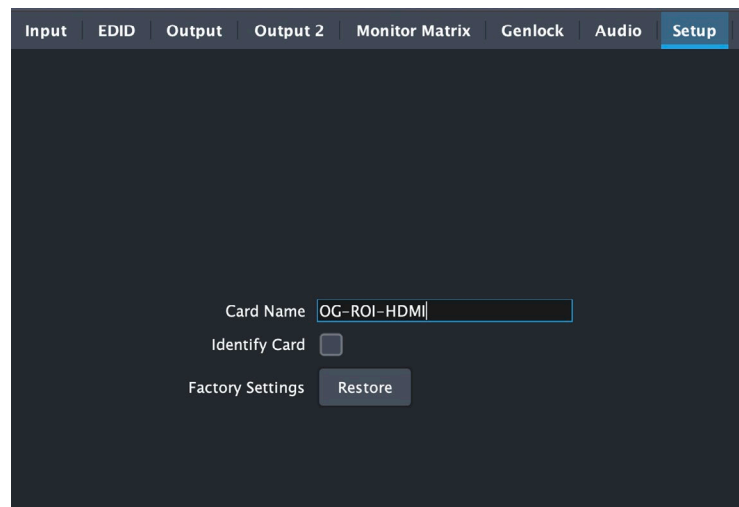 Input EDID Output Output 2 Monitor Matrix Genlock Audio Setup
Card Name OG-ROI-HDMI
Identify Card
Factory Settings Restore